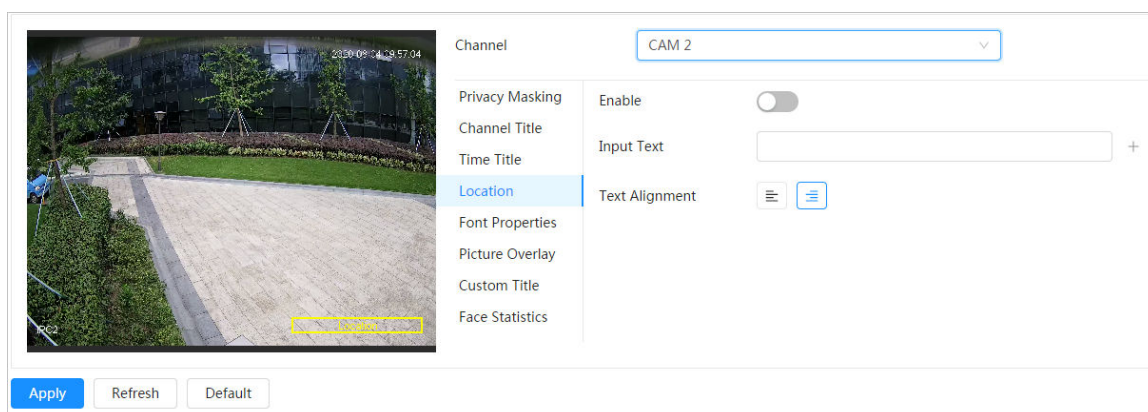 Channel
CAM 2
Privacy Masking
Channel Title
Time Title
Location
Font Properties
Picture Overlay
Custom Title
Face Statistics
Enable
Input Text
Text Alignment
IPC2
Location
Apply
Refresh
Default